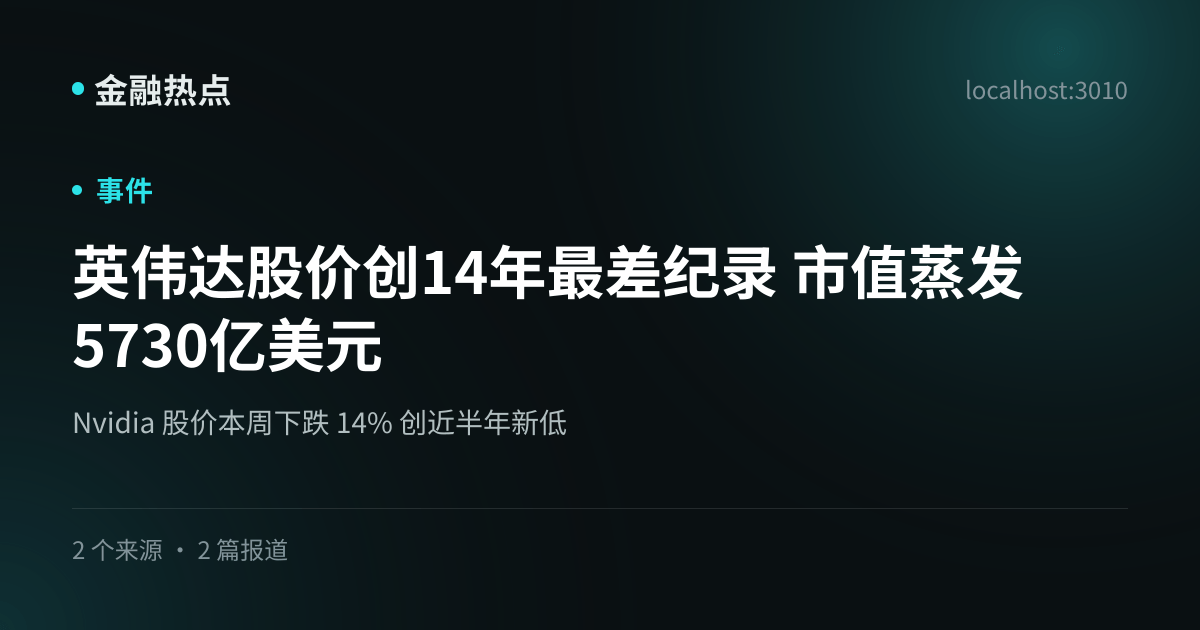 金融热点
localhost:3010
事件
英伟达股价创14年最差纪录 市值蒸发
5730亿美元
Nvidia 股价本周下跌 14% 创近半年新低
2 个来源 · 2 篇报道